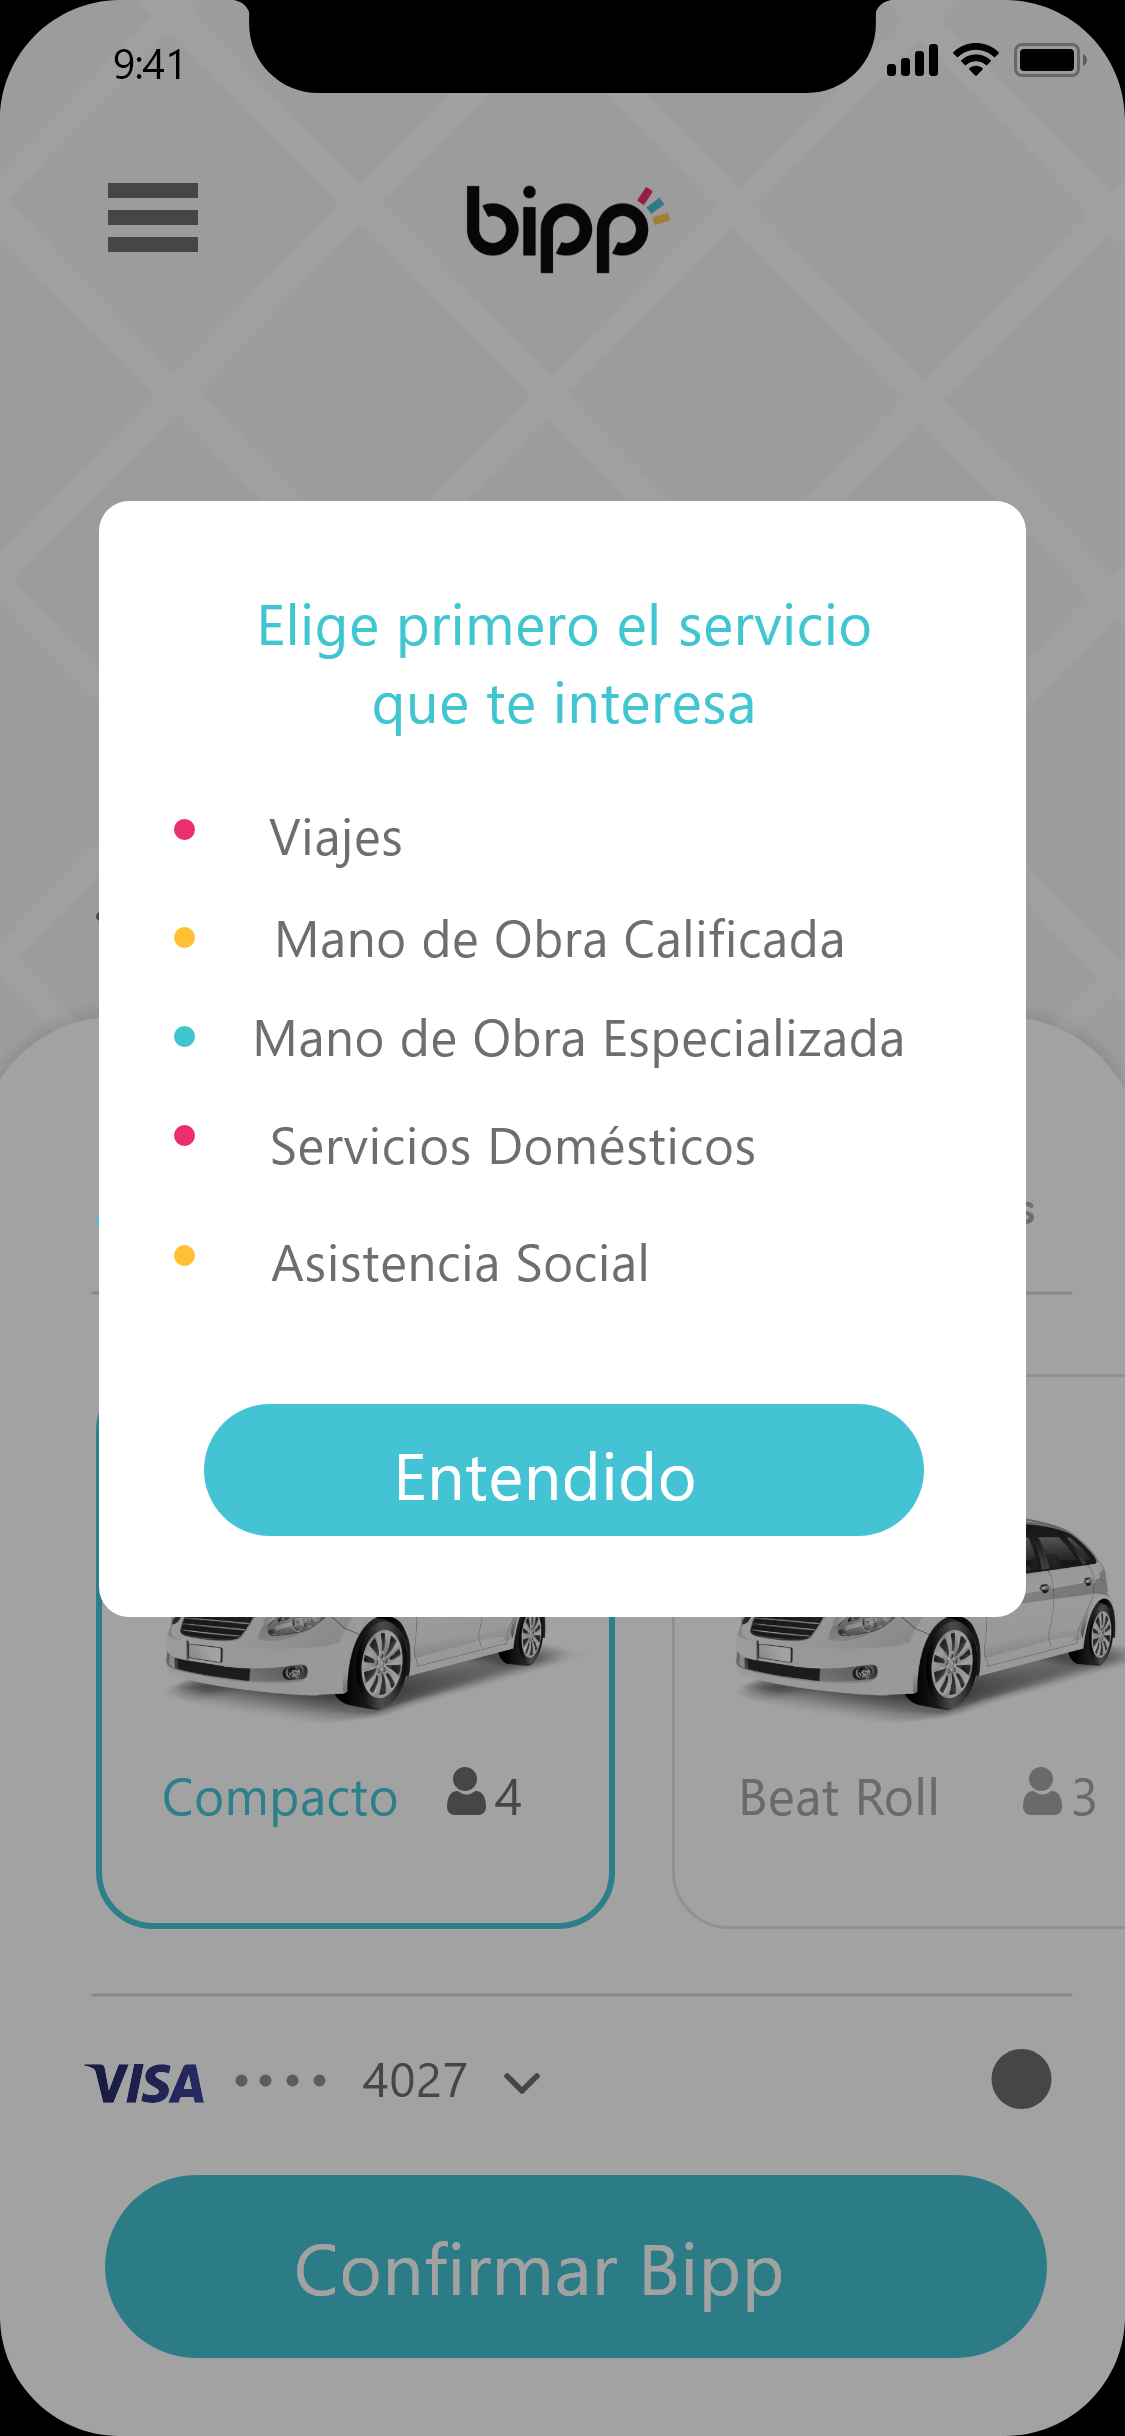 9:41
bipp
Elige primero el servicio
que te interesa
Viajes
Mano de Obra Calificada
Mano de Obra Especializada
Servicios Domésticos
Asistencia Social
Entendido
Compacto 4
Beat Roll 3
VISA •••• 4027
Confirmar Bipp